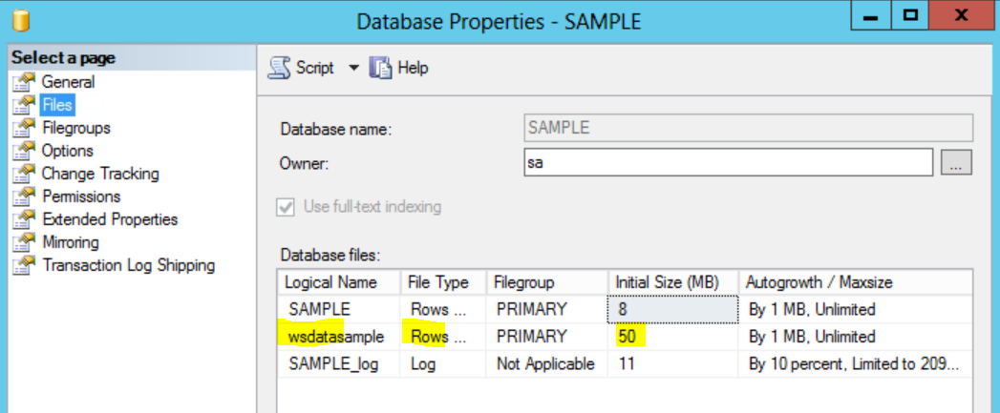 Database Properties - SAMPLE
x
Select a page
General
Files
Filegroups
Options
Change Tracking
Permissions
Extended Properties
Mirroring
Transaction Log Shipping
Script Help
Database name: SAMPLE
Owner: sa ...
Use full-text indexing
Database files:
Logical Name File Type Filegroup Initial Size (MB) Autogrowth / Maxsize
SAMPLE Rows ... PRIMARY 8 By 1 MB, Unlimited
wsdatasample Rows ... PRIMARY 50 By 1 MB, Unlimited
SAMPLE_log Log Not Applicable 11 By 10 percent, Limited to 209...